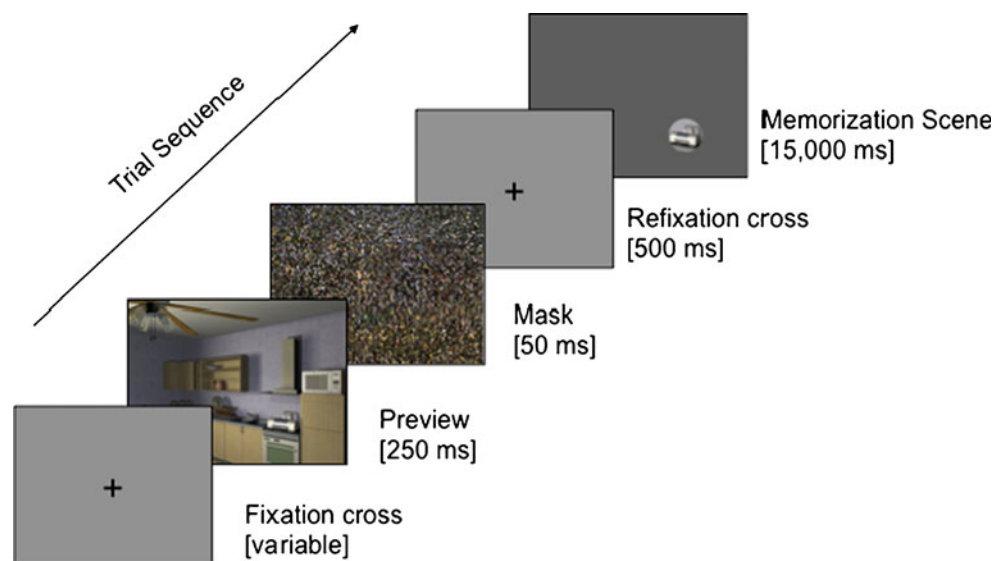 Trial Sequence
Memorization Scene
[15,000 ms]
Refixation cross
[500 ms]
Mask
[50 ms]
Preview
[250 ms]
Fixation cross
[variable]